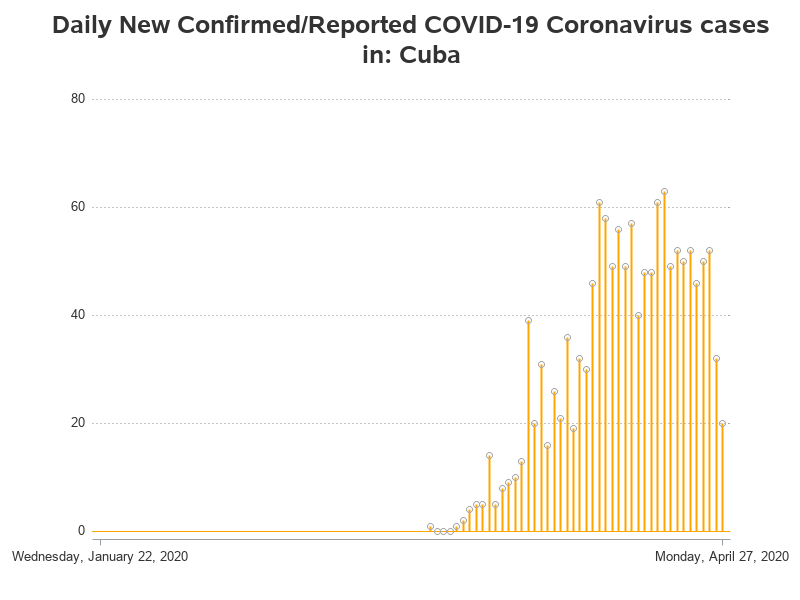 Daily New Confirmed/Reported COVID-19 Coronavirus cases
in: Cuba
80
60
40
20
0
Wednesday, January 22, 2020
Monday, April 27, 2020